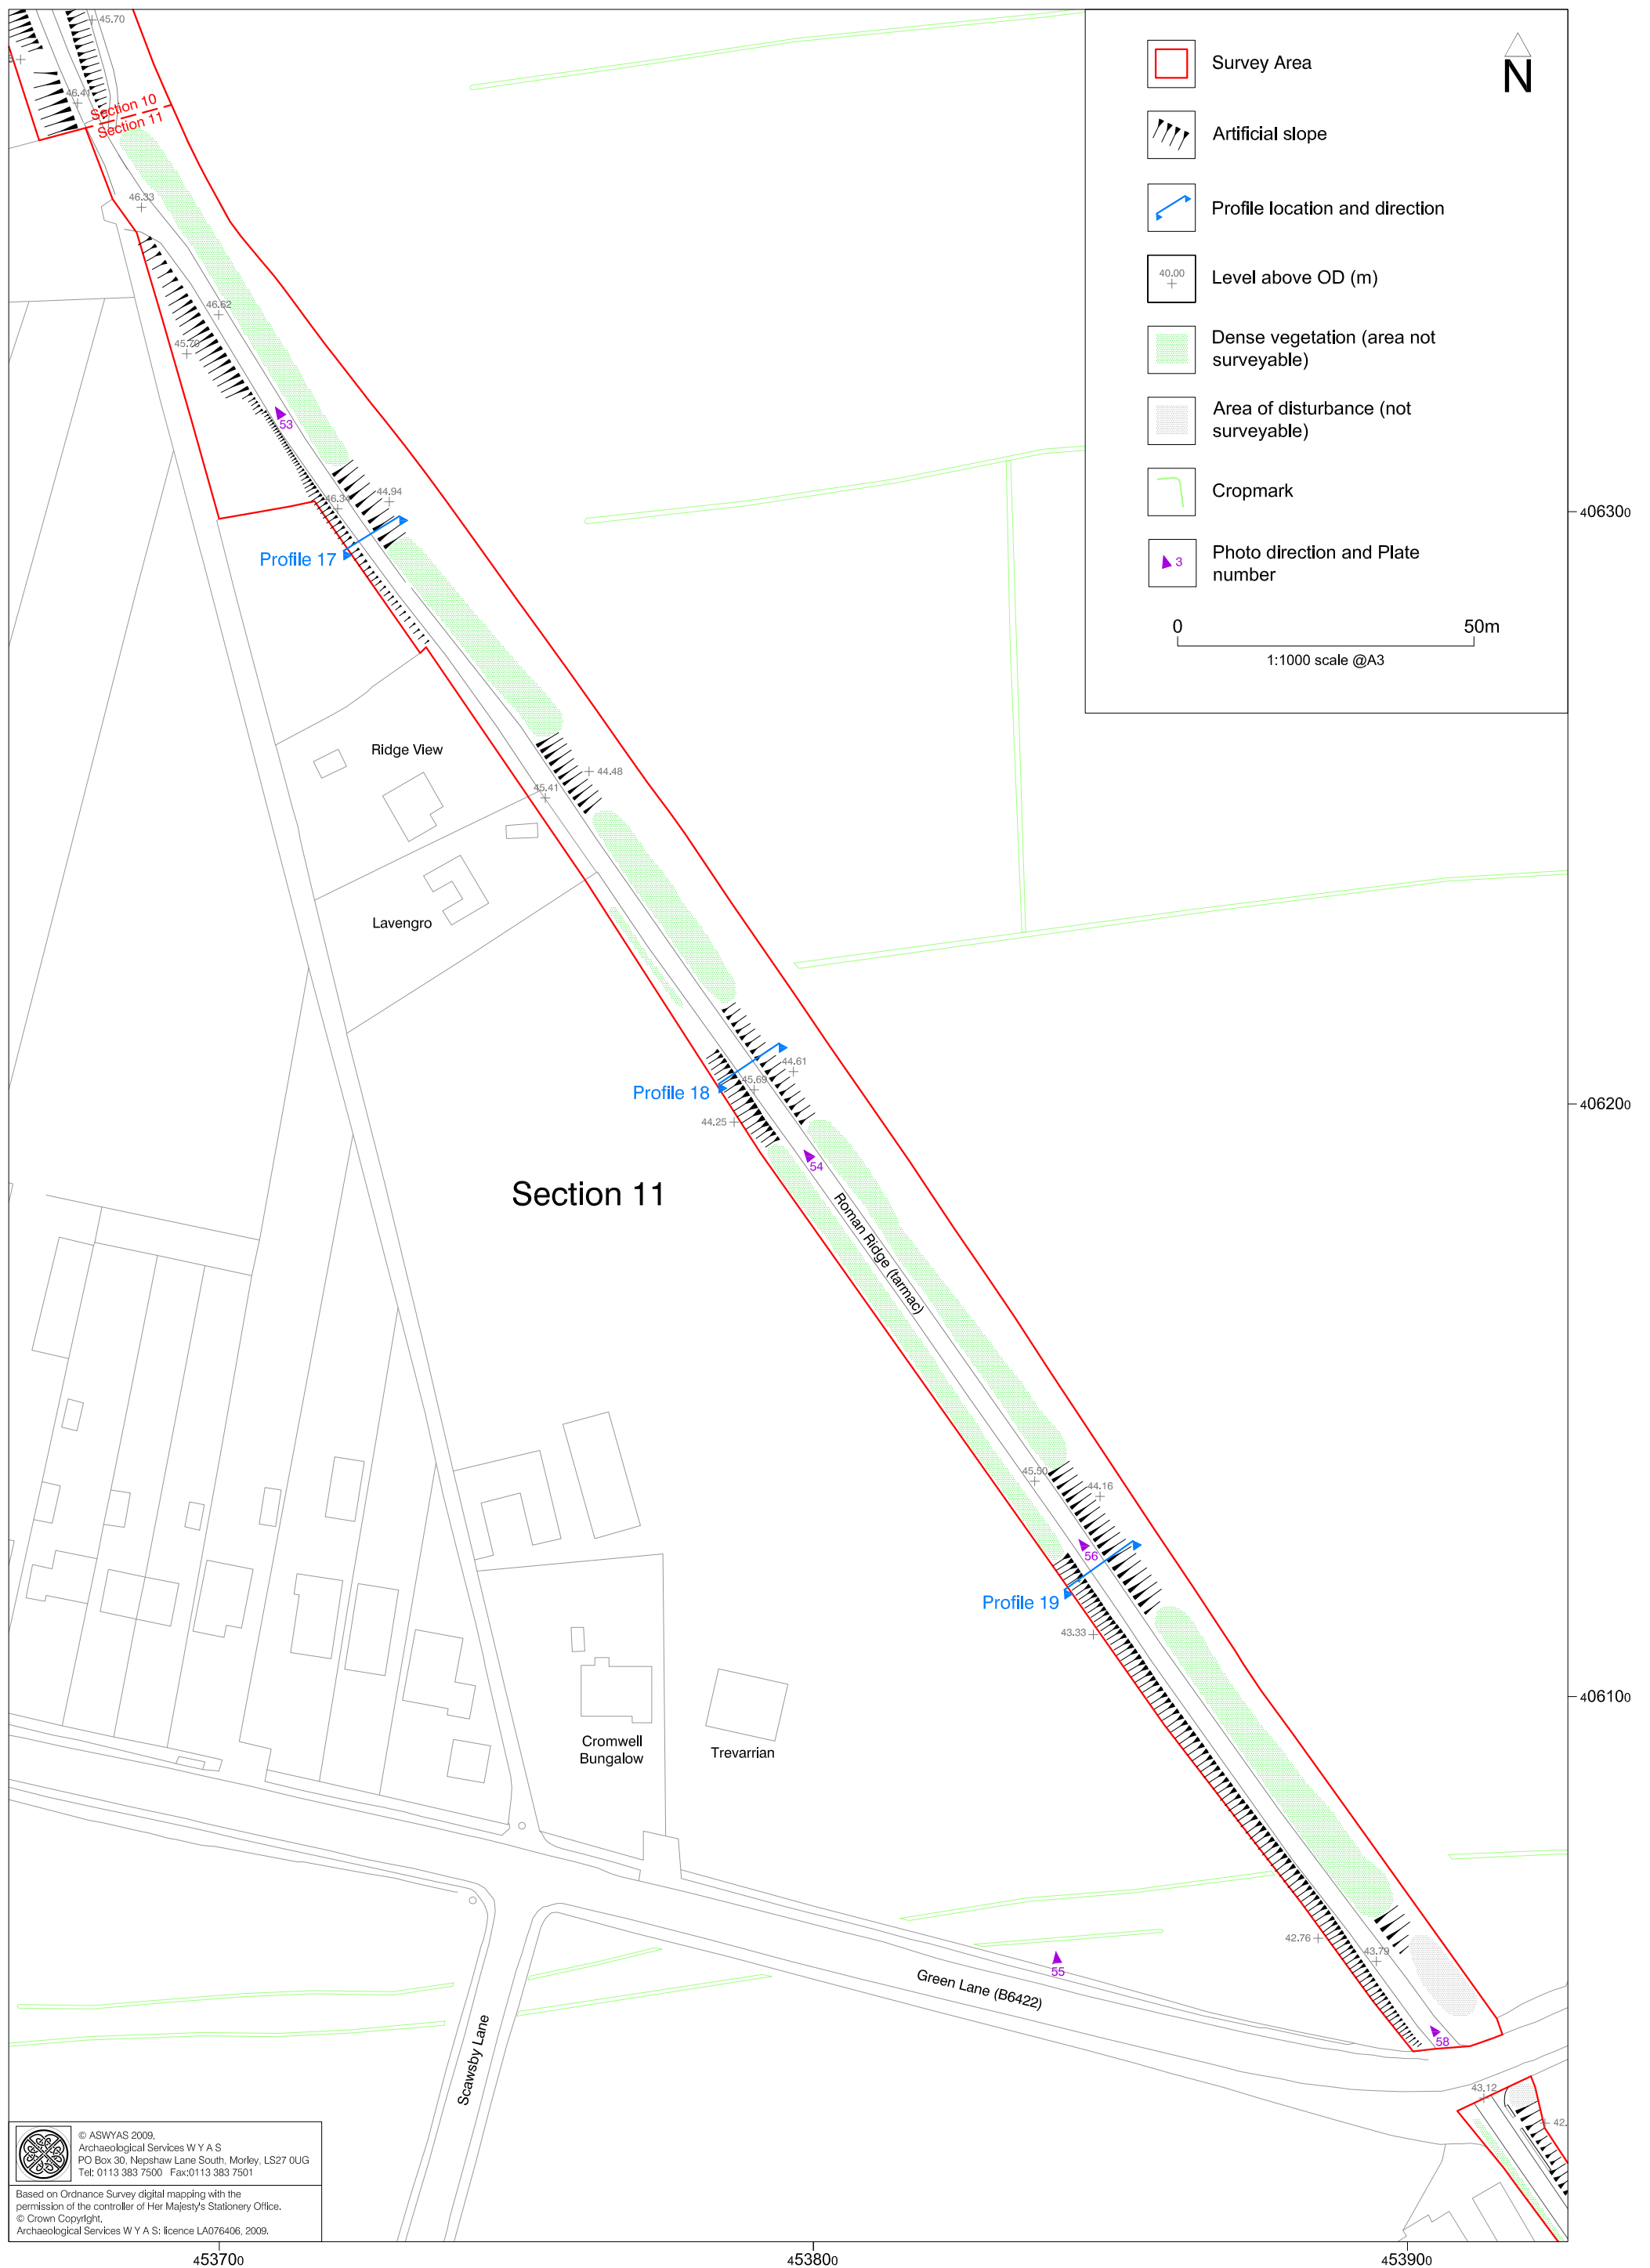 45.70
46.41
Section 10
Section 11
46.33
46.62
45.70
53
46.34
44.94
Profile 17
Ridge View
44.48
45.41
Lavengro
Profile 18
44.61
45.69
44.25
54
Section 11
Roman Ridge (tarmac)
45.50
44.16
56
Profile 19
43.33
Cromwell
Bungalow
Trevarrian
42.76
43.79
55
Green Lane (B6422)
58
Scawsby Lane
43.12
42.
Survey Area
N
Artificial slope
Profile location and direction
40.00
Level above OD (m)
Dense vegetation (area not
surveyable)
Area of disturbance (not
surveyable)
Cropmark
3
Photo direction and Plate
number
0 50m
1:1000 scale @A3
406300
406200
406100
© ASWYAS 2009.
Archaeological Services W Y A S
PO Box 30, Nepshaw Lane South, Morley, LS27 0UG
Tel: 0113 383 7500 Fax:0113 383 7501
Based on Ordnance Survey digital mapping with the
permission of the controller of Her Majesty's Stationery Office.
© Crown Copyright,
Archaeological Services W Y A S: licence LA076406, 2009.
453700
453800
453900